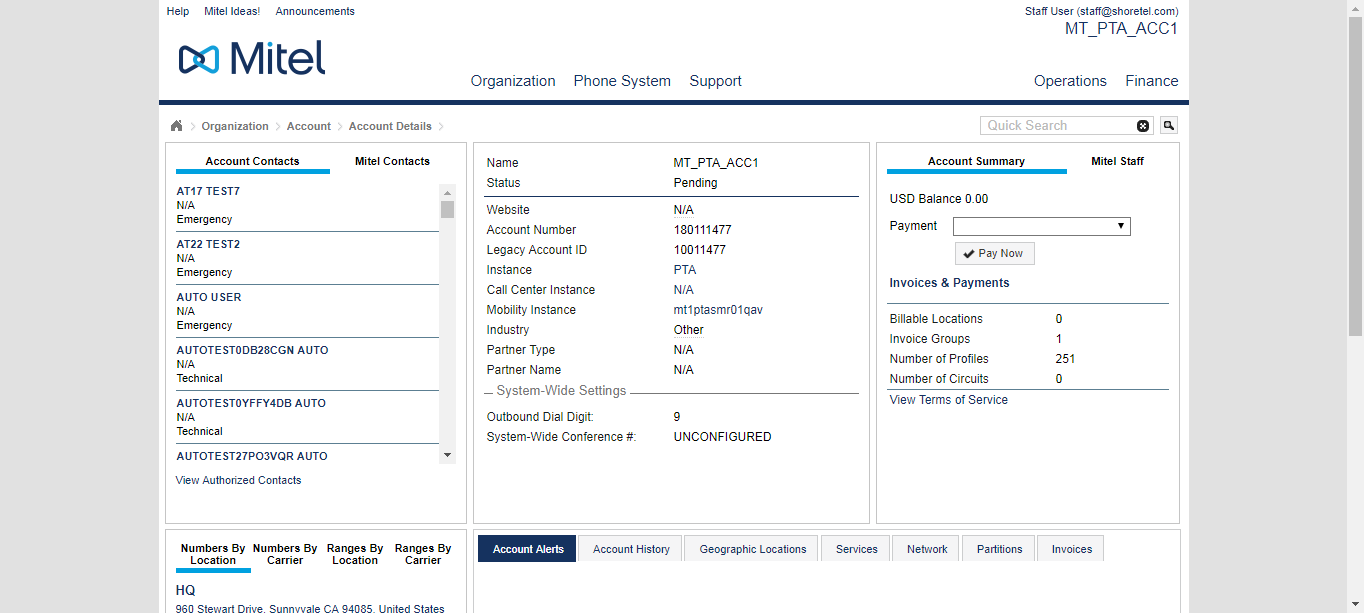 Help Mitel Ideas! Announcements
Staff User (staff@shoretel.com)
MT_PTA_ACC1
Mitel
Organization Phone System Support Operations Finance
Organization Account Account Details
Quick Search
Account Contacts Mitel Contacts
AT17 TEST7
N/A
Emergency
AT22 TEST2
N/A
Emergency
AUTO USER
N/A
Emergency
AUTOTEST0DB28CGN AUTO
N/A
Technical
AUTOTEST0YFFY4DB AUTO
N/A
Technical
AUTOTEST27PO3VQR AUTO
View Authorized Contacts
Name MT_PTA_ACC1
Status Pending
Website N/A
Account Number 180111477
Legacy Account ID 10011477
Instance PTA
Call Center Instance N/A
Mobility Instance mt1ptasmr01qav
Industry Other
Partner Type N/A
Partner Name N/A
System-Wide Settings
Outbound Dial Digit: 9
System-Wide Conference #: UNCONFIGURED
Account Summary Mitel Staff
USD Balance 0.00
Payment
Pay Now
Invoices & Payments
Billable Locations 0
Invoice Groups 1
Number of Profiles 251
Number of Circuits 0
View Terms of Service
Numbers By Location Numbers By Carrier Ranges By Location Ranges By Carrier
HQ
960 Stewart Drive, Sunnyvale CA 94085, United States
Account Alerts Account History Geographic Locations Services Network Partitions Invoices